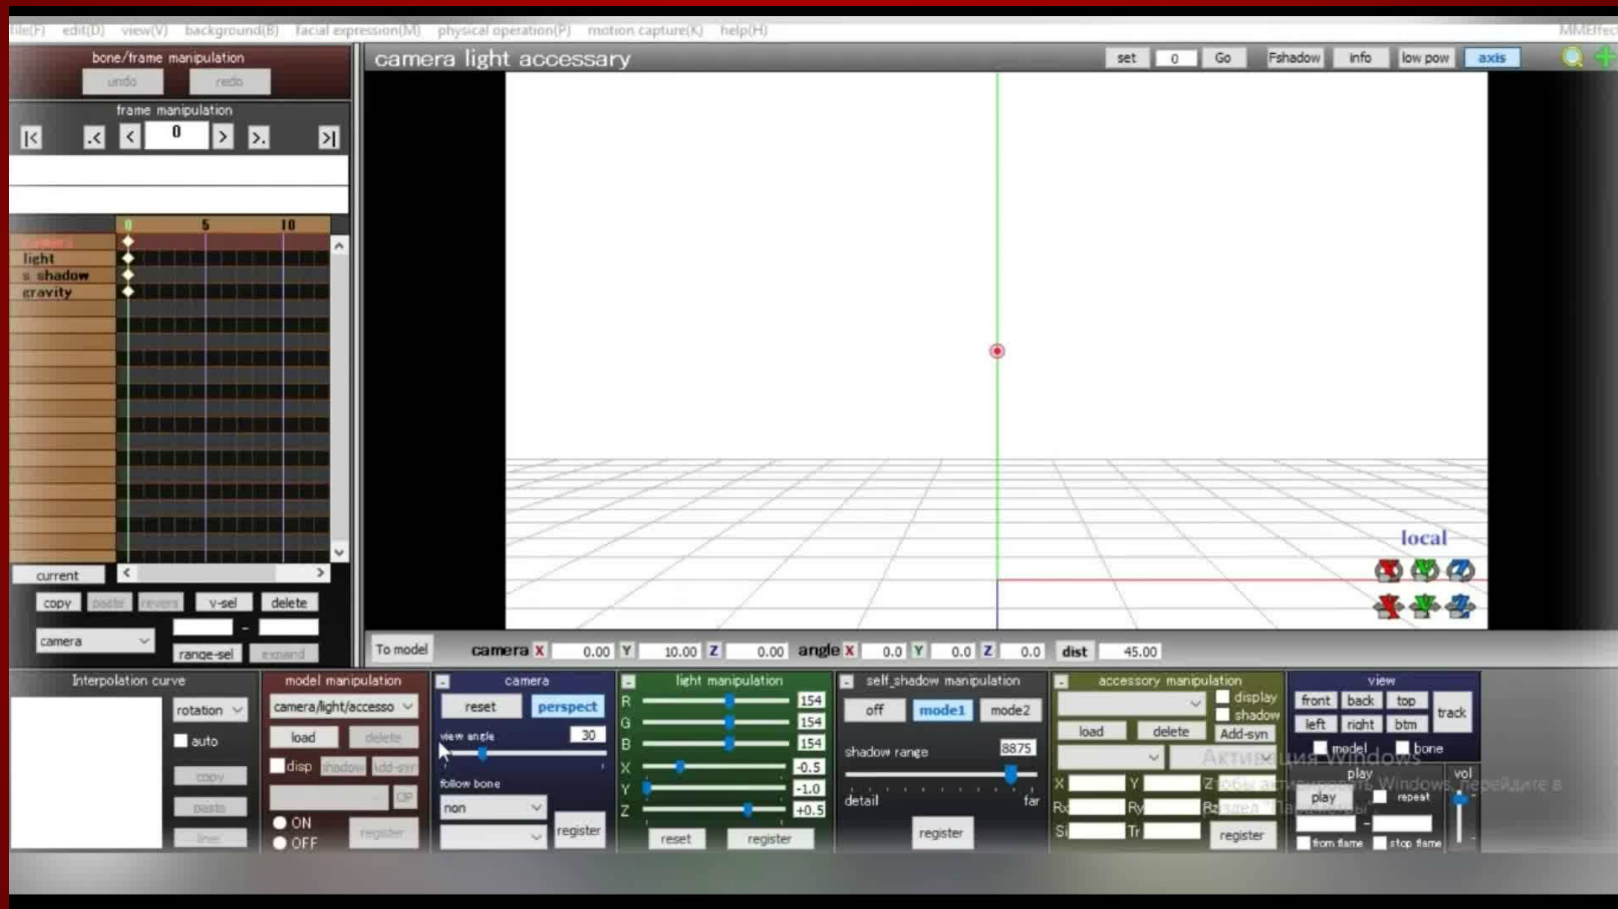 file(F) edit(D) view(V) background(B) facial expression(M) physical operation(P) motion capture(K) help(H) MMEffec
bone/frame manipulation
undo redo
camera light accessary
set 0 Go Fshadow info low pow axis
frame manipulation
|< .< < 0 > >. >|
0 5 10
light
s shadow
gravity
local
current < >
copy paste revers v-sel delete
camera -
range-sel expand
To model camera X 0.00 Y 10.00 Z 0.00 angle X 0.0 Y 0.0 Z 0.0 dist 45.00
Interpolation curve
rotation
auto
copy
paste
linear
model manipulation
camera/light/accesso
load delete
disp shadow Add-syn
OP
ON
OFF
register
- camera
reset perspect
view angle 30
- +
follow bone
non
register
light manipulation
R 154
G 154
B 154
X -0.5
Y -1.0
Z +0.5
reset register
- self_shadow manipulation
off mode1 mode2
shadow range 8875
detail far
register
- accessory manipulation
display
shadow
load delete Add-syn
X Y Z
Rx Ry Rz
Si Tr register
view
front back top
left right btm
track
model bone
play
play repeat
-
from flame stop flame
vol
Активация Windows
Чтобы активировать Windows, перейдите в
раздел "Параметры".